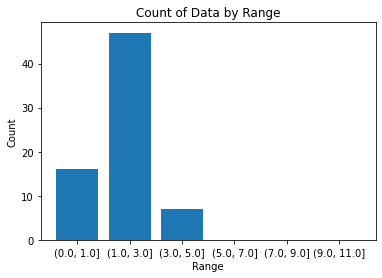 Count of Data by Range
Count
40
30
20
10
0
(0.0, 1.0] (1.0, 3.0] (3.0, 5.0] (5.0, 7.0] (7.0, 9.0] (9.0, 11.0]
Range